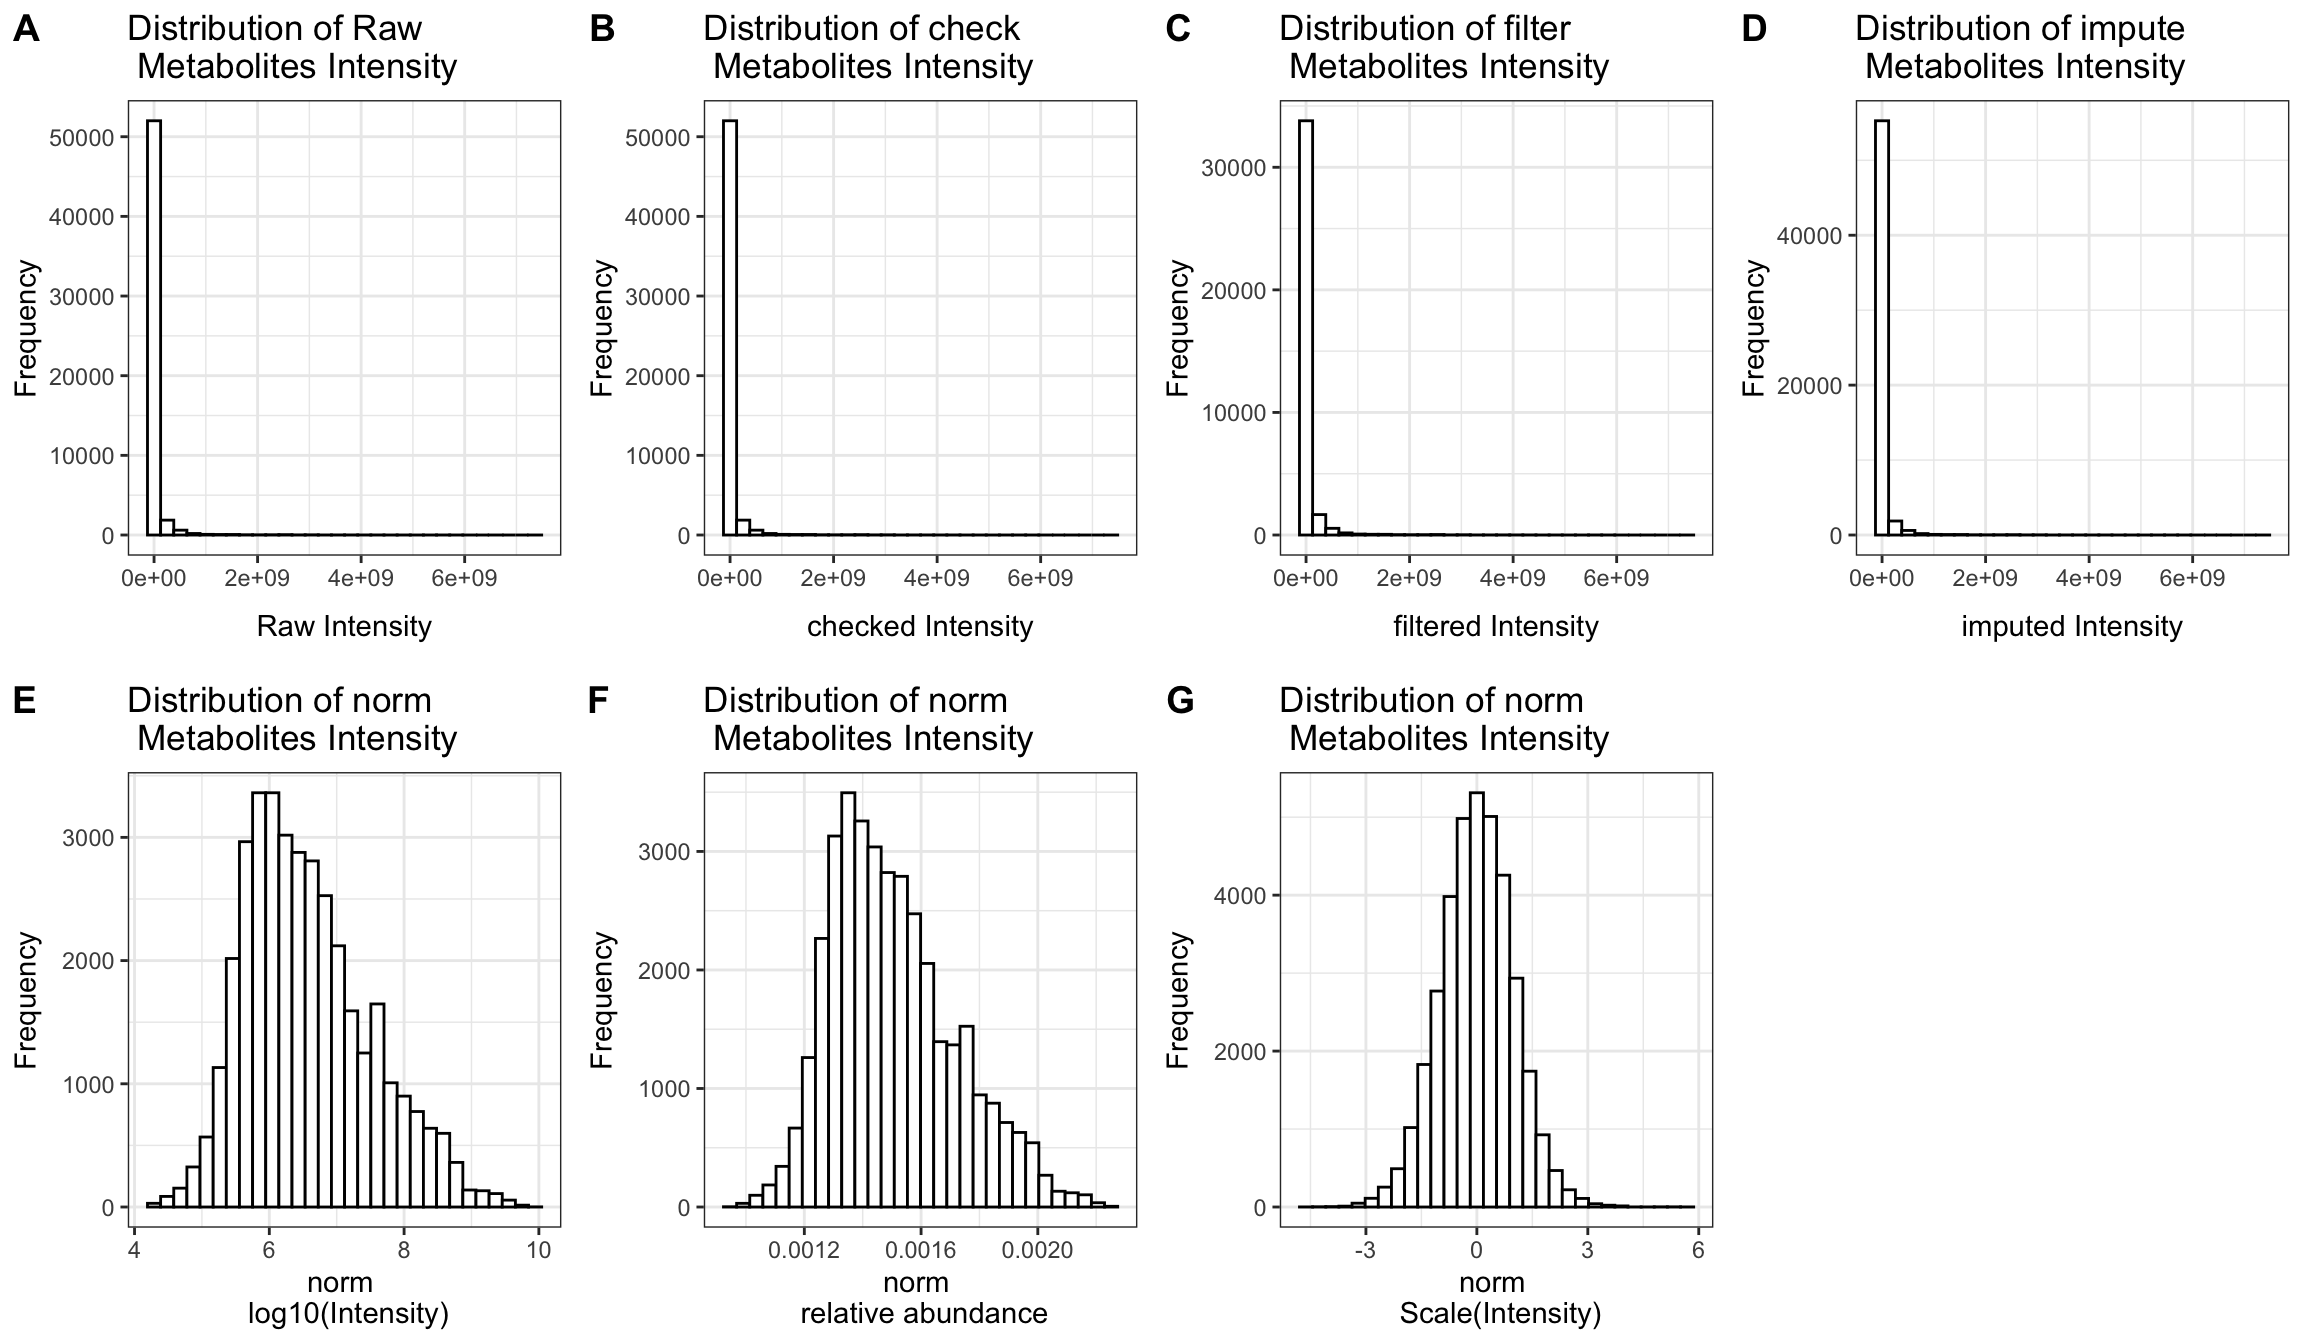 A
Distribution of Raw
Metabolites Intensity
Frequency
50000
40000
30000
20000
10000
0
0e+00 2e+09 4e+09 6e+09
Raw Intensity
B
Distribution of check
Metabolites Intensity
Frequency
50000
40000
30000
20000
10000
0
0e+00 2e+09 4e+09 6e+09
checked Intensity
C
Distribution of filter
Metabolites Intensity
Frequency
30000
20000
10000
0
0e+00 2e+09 4e+09 6e+09
filtered Intensity
D
Distribution of impute
Metabolites Intensity
Frequency
40000
20000
0
0e+00 2e+09 4e+09 6e+09
imputed Intensity
E
Distribution of norm
Metabolites Intensity
Frequency
3000
2000
1000
0
4 6 8 10
norm
log10(Intensity)
F
Distribution of norm
Metabolites Intensity
Frequency
3000
2000
1000
0
0.0012 0.0016 0.0020
norm
relative abundance
G
Distribution of norm
Metabolites Intensity
Frequency
4000
2000
0
-3 0 3 6
norm
Scale(Intensity)